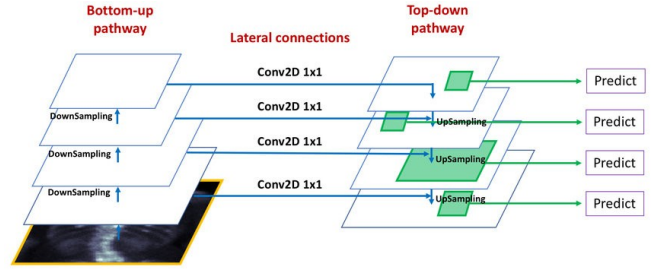 Bottom-up
pathway
Lateral connections
Top-down
pathway
Conv2D 1x1
Predict
DownSampling
Conv2D 1x1
UpSampling
Predict
DownSampling
Conv2D 1x1
UpSampling
Predict
DownSampling
Conv2D 1x1
UpSampling
Predict